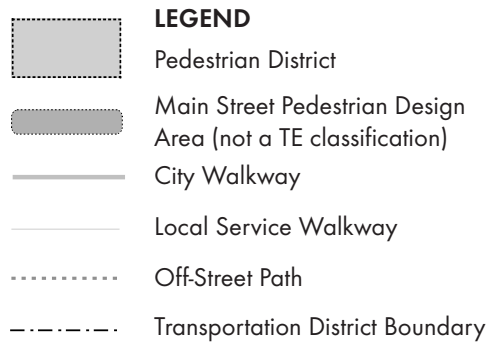 LEGEND
Pedestrian District
Main Street Pedestrian Design
Area (not a TE classification)
City Walkway
Local Service Walkway
Off-Street Path
Transportation District Boundary